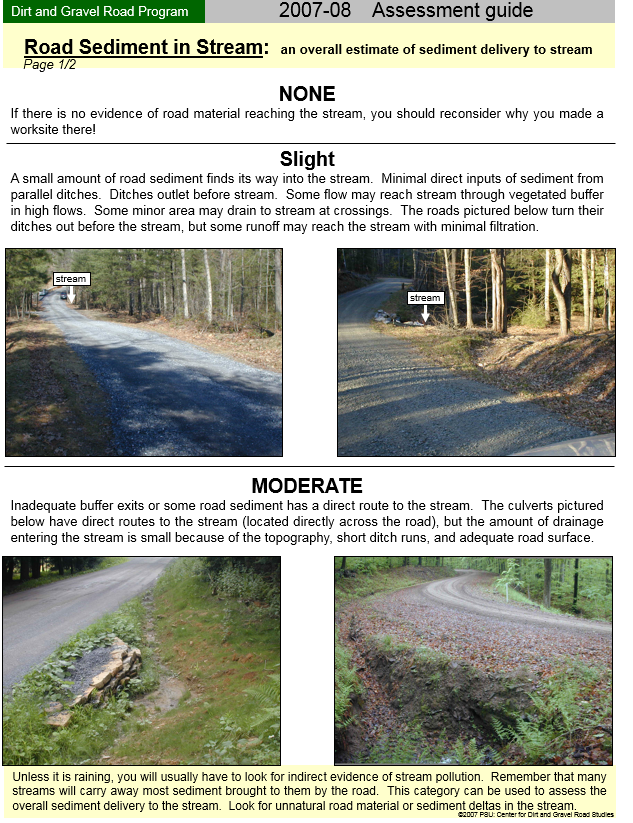 Dirt and Gravel Road Program
2007-08 Assessment guide
Road Sediment in Stream: an overall estimate of sediment delivery to stream
Page 1/2
NONE
If there is no evidence of road material reaching the stream, you should reconsider why you made a
worksite there!
Slight
A small amount of road sediment finds its way into the stream. Minimal direct inputs of sediment from
parallel ditches. Ditches outlet before stream. Some flow may reach stream through vegetated buffer
in high flows. Some minor area may drain to stream at crossings. The roads pictured below turn their
ditches out before the stream, but some runoff may reach the stream with minimal filtration.
stream
stream
MODERATE
Inadequate buffer exits or some road sediment has a direct route to the stream. The culverts pictured
below have direct routes to the stream (located directly across the road), but the amount of drainage
entering the stream is small because of the topography, short ditch runs, and adequate road surface.
Unless it is raining, you will usually have to look for indirect evidence of stream pollution. Remember that many
streams will carry away most sediment brought to them by the road. This category can be used to assess the
overall sediment delivery to the stream. Look for unnatural road material or sediment deltas in the stream.
©2007 PSU: Center for Dirt and Gravel Road Studies